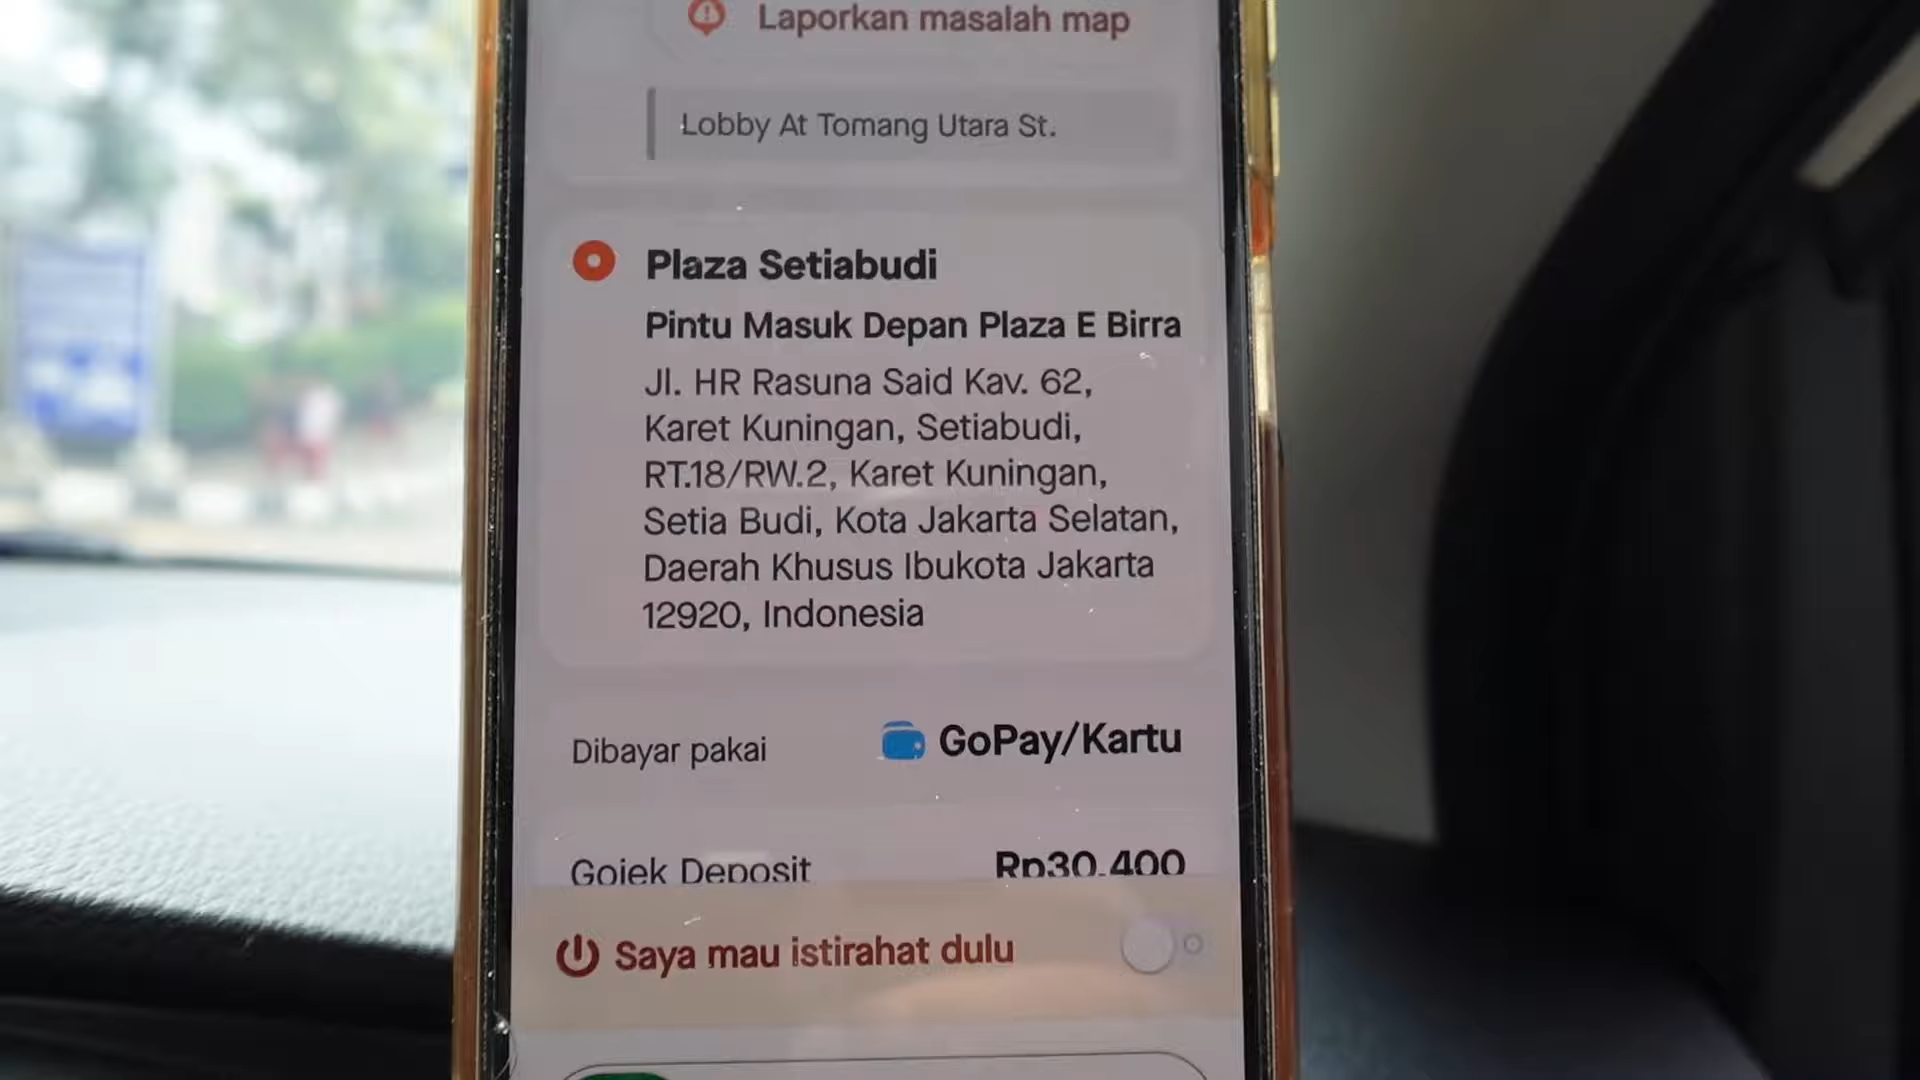 Laporkan masalah map
Lobby At Tomang Utara St.
Plaza Setiabudi
Pintu Masuk Depan Plaza E Birra
Jl. HR Rasuna Said Kav. 62,
Karet Kuningan, Setiabudi,
RT.18/RW.2, Karet Kuningan,
Setia Budi, Kota Jakarta Selatan,
Daerah Khusus Ibukota Jakarta
12920, Indonesia
Dibayar pakai
GoPay/Kartu
Gojek Deposit
Rp30.400
Saya mau istirahat dulu